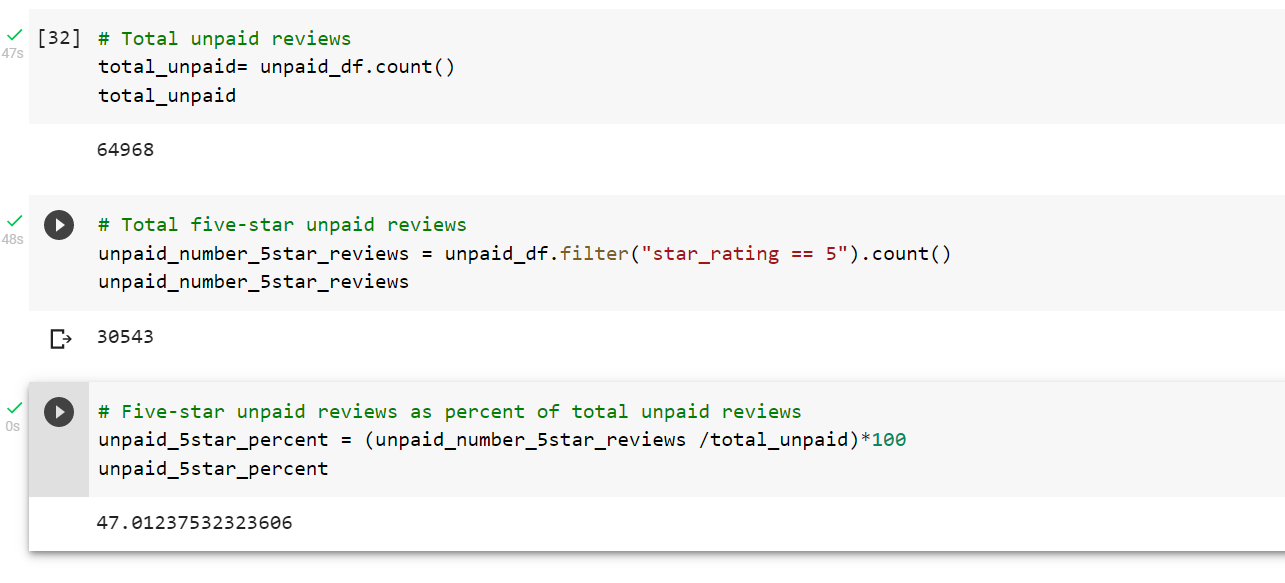 [32] # Total unpaid reviews
47s total_unpaid= unpaid_df.count()
total_unpaid
64968
# Total five-star unpaid reviews
48s unpaid_number_5star_reviews = unpaid_df.filter("star_rating == 5").count()
unpaid_number_5star_reviews
30543
# Five-star unpaid reviews as percent of total unpaid reviews
0s unpaid_5star_percent = (unpaid_number_5star_reviews /total_unpaid)*100
unpaid_5star_percent
47.01237532323606